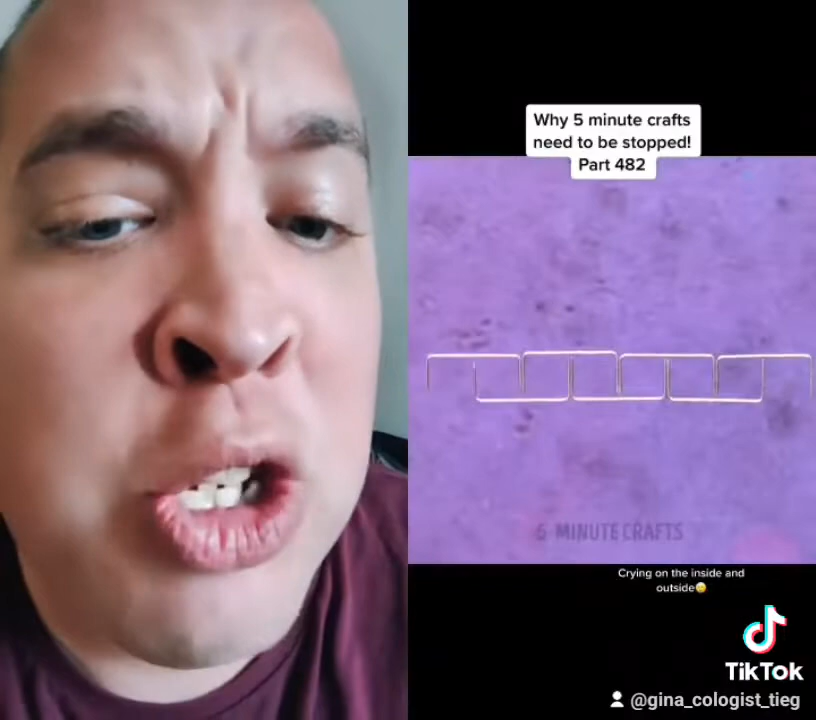 Why 5 minute crafts
need to be stopped!
Part 482
5 MINUTE CRAFTS
Crying on the inside and
outside😢
TikTok
@gina_cologist_tieg